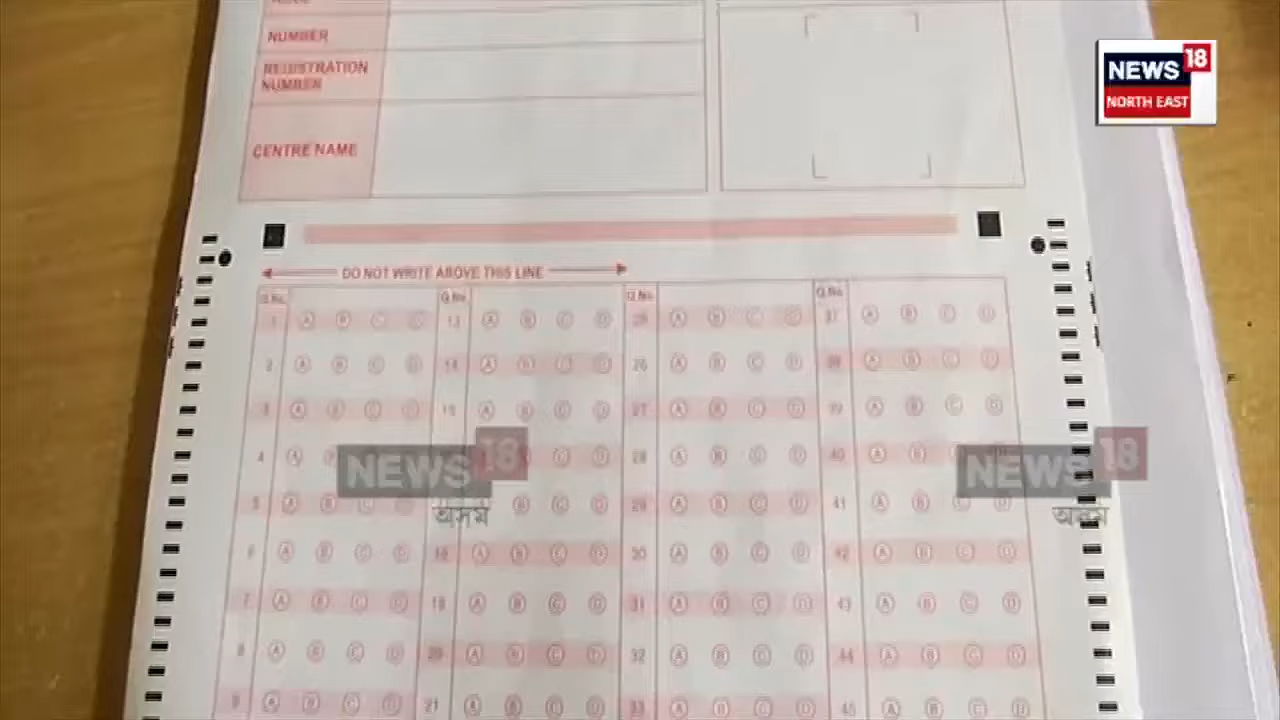 NUMBER
REGISTRATION
NUMBER
CENTRE NAME
NEWS 18
NORTH EAST
DO NOT WRITE ABOVE THIS LINE
Q.No. Q.No. Q.No. Q.No.
1 A B C D 13 A B C D 25 A B C D 37 A B C D
2 A B C D 14 A B C D 26 A B C D 38 A B C D
3 A B C D 15 A B C D 27 A B C D 39 A B C D
4 A C D 28 A B C D 40 A B
NEWS 18 NEWS 18
5 A B C B C D 29 A B C D 41 A B C D
অসম অসম
6 A B C D 18 A B C D 30 A B C D 42 A B C D
7 A B C D 19 A B C D 31 A B C D 43 A B C D
8 A B C D 20 A B C D 32 A B C D 44 A B C D
9 A B C D 21 A B C D 33 A B C D 45 A B C D